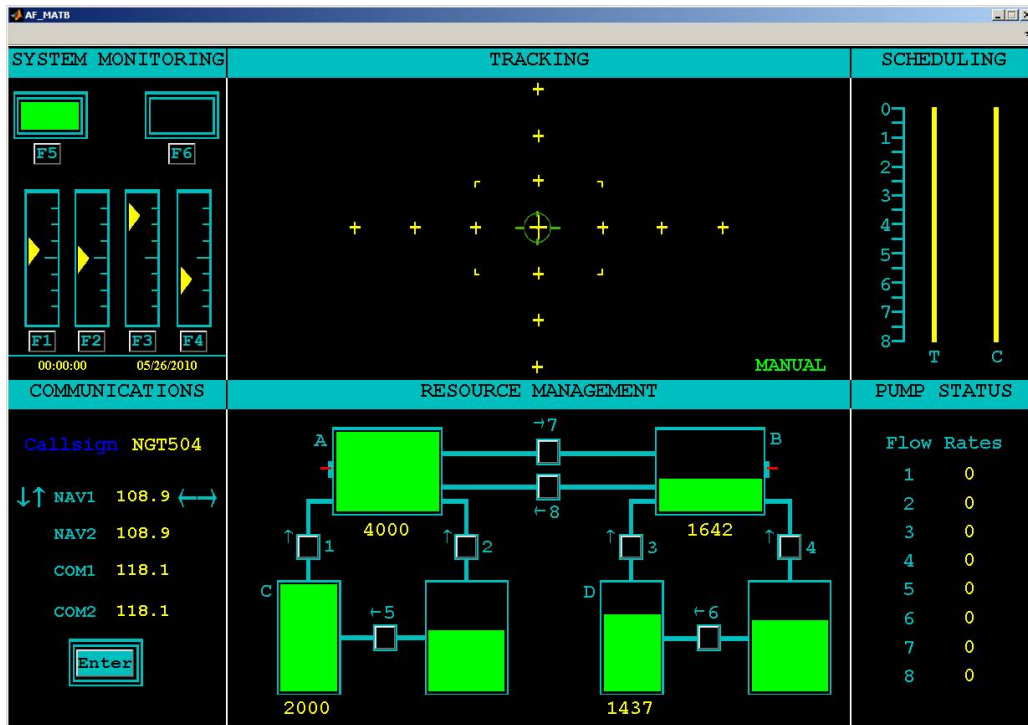 AF_MATB
SYSTEM MONITORING
F5
F6
F1
F2
F3
F4
00:00:00 05/26/2010
TRACKING
MANUAL
SCHEDULING
0
1
2
3
4
5
6
7
8
T C
COMMUNICATIONS
Callsign NGT504
↓↑ NAV1 108.9 ←→
NAV2 108.9
COM1 118.1
COM2 118.1
Enter
RESOURCE MANAGEMENT
A
→7
B
←8
4000
1642
↑ 1
↑ 2
↑ 3
↑ 4
C
←5
D
←6
2000
1437
PUMP STATUS
Flow Rates
1 0
2 0
3 0
4 0
5 0
6 0
7 0
8 0